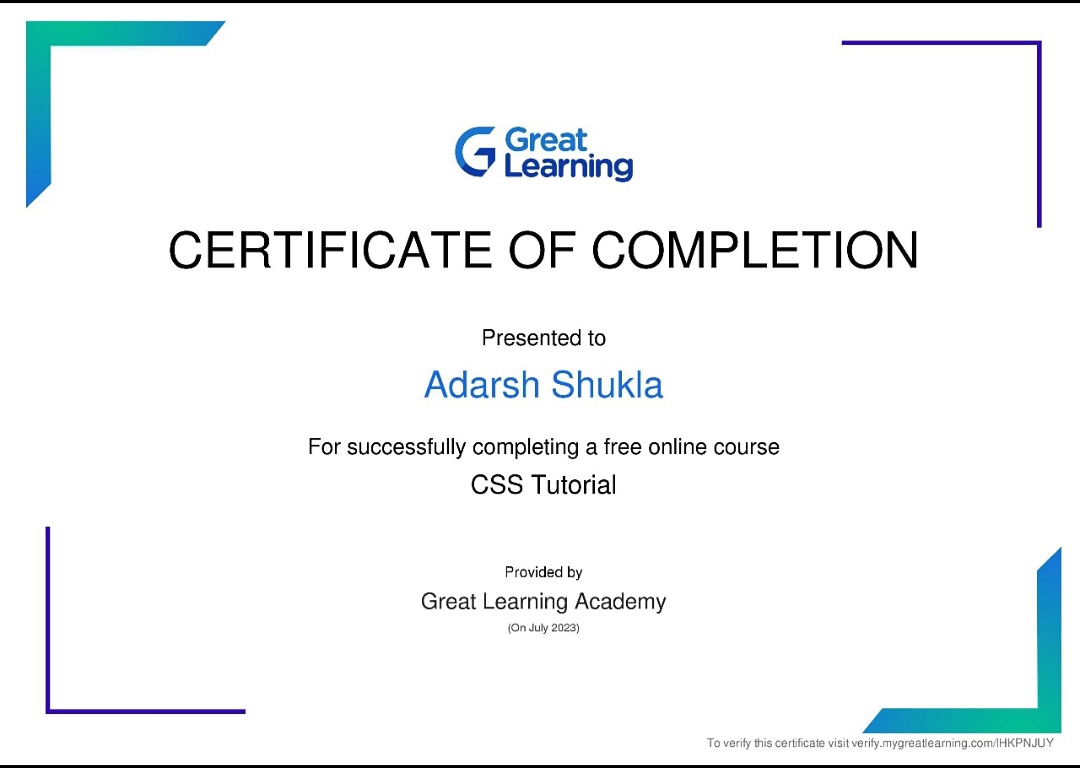 Great
Learning
CERTIFICATE OF COMPLETION
Presented to
Adarsh Shukla
For successfully completing a free online course
CSS Tutorial
Provided by
Great Learning Academy
(On July 2023)
To verify this certificate visit verify.mygreatlearning.com/IHKPNJUY